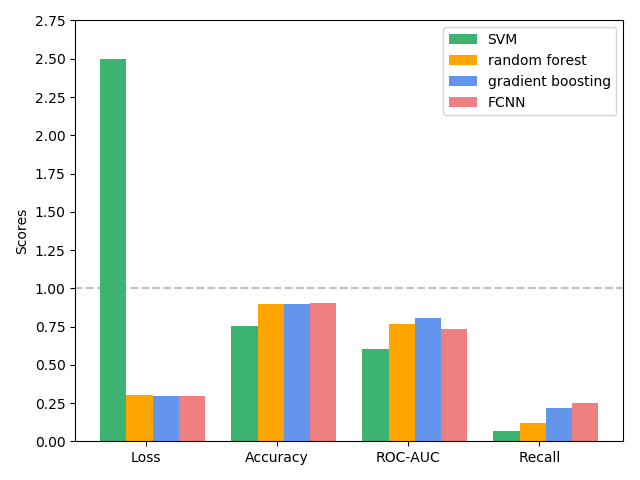 2.75
2.50
2.25
2.00
1.75
1.50
1.25
1.00
0.75
0.50
0.25
0.00
Scores
SVM
random forest
gradient boosting
FCNN
Loss
Accuracy
ROC-AUC
Recall